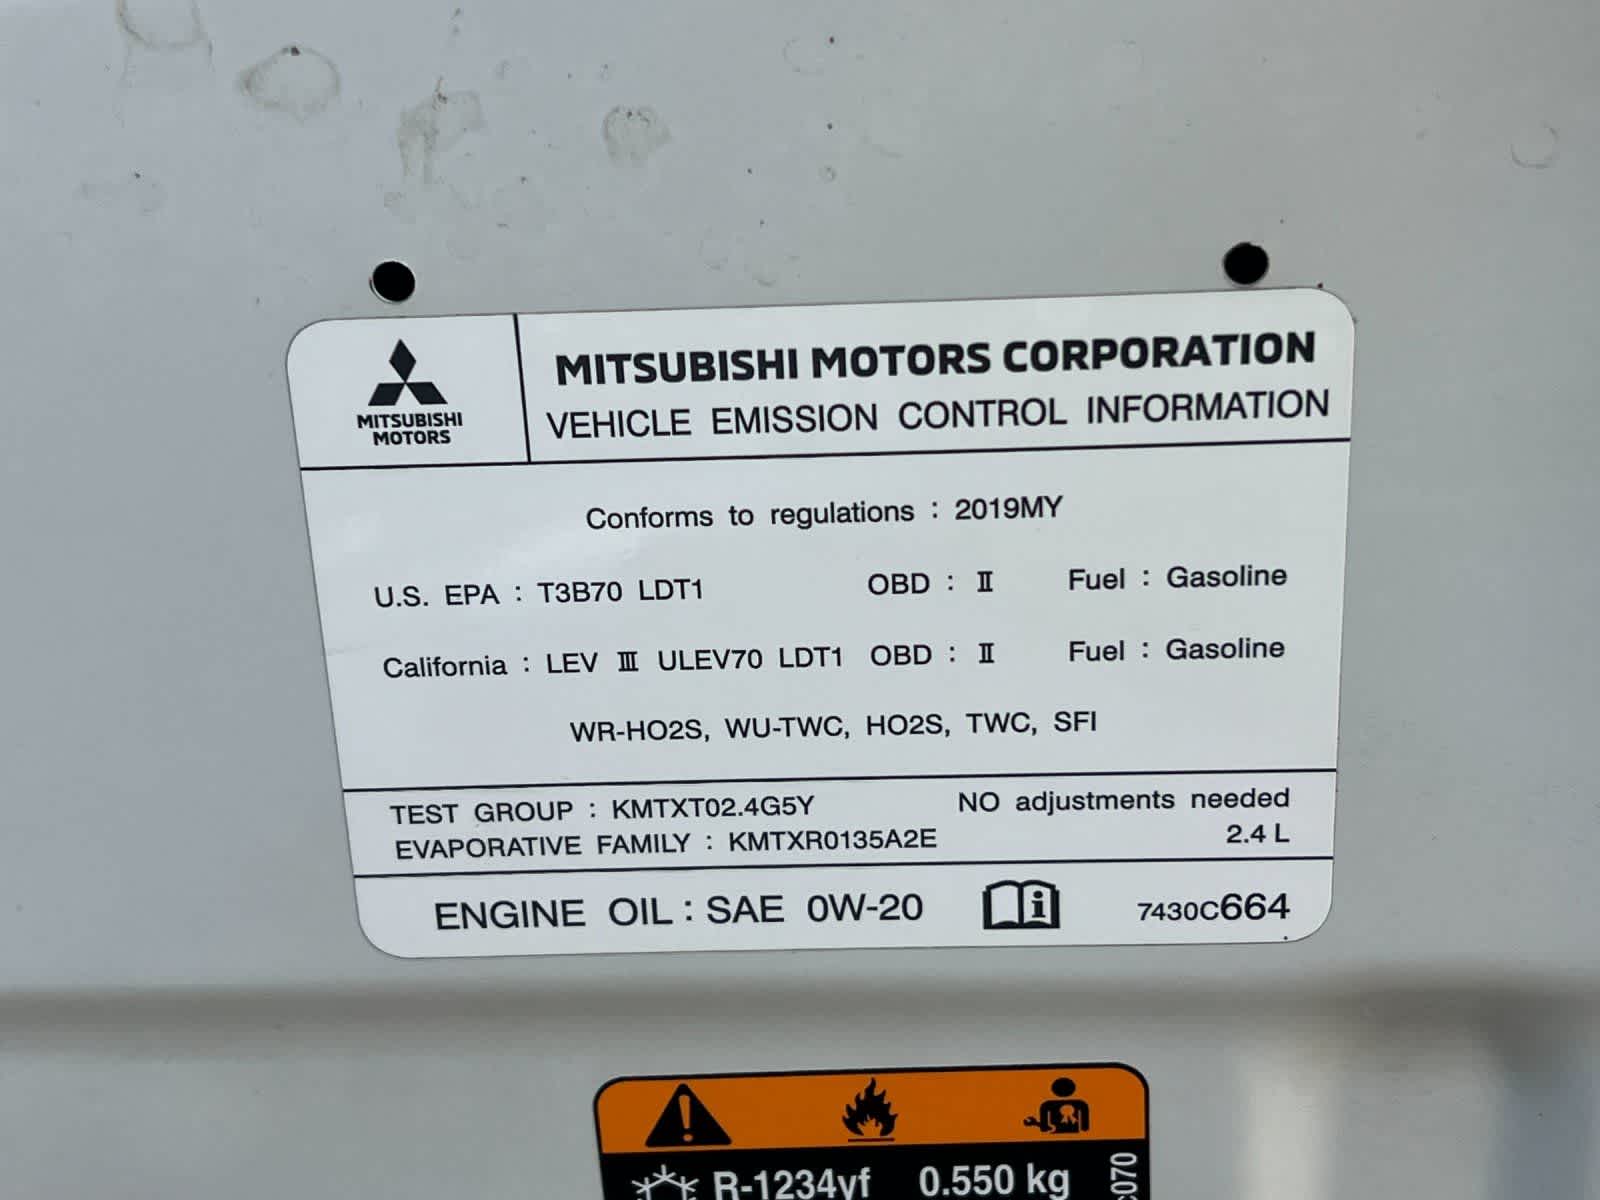 MITSUBISHI
MOTORS
MITSUBISHI MOTORS CORPORATION
VEHICLE EMISSION CONTROL INFORMATION
Conforms to regulations : 2019MY
U.S. EPA : T3B70 LDT1 OBD : Ⅱ Fuel : Gasoline
California : LEV Ⅲ ULEV70 LDT1 OBD : Ⅱ Fuel : Gasoline
WR-HO2S, WU-TWC, HO2S, TWC, SFI
TEST GROUP : KMTXT02.4G5Y NO adjustments needed
EVAPORATIVE FAMILY : KMTXR0135A2E 2.4 L
ENGINE OIL : SAE 0W-20 7430C664
R-1234yf 0.550 kg